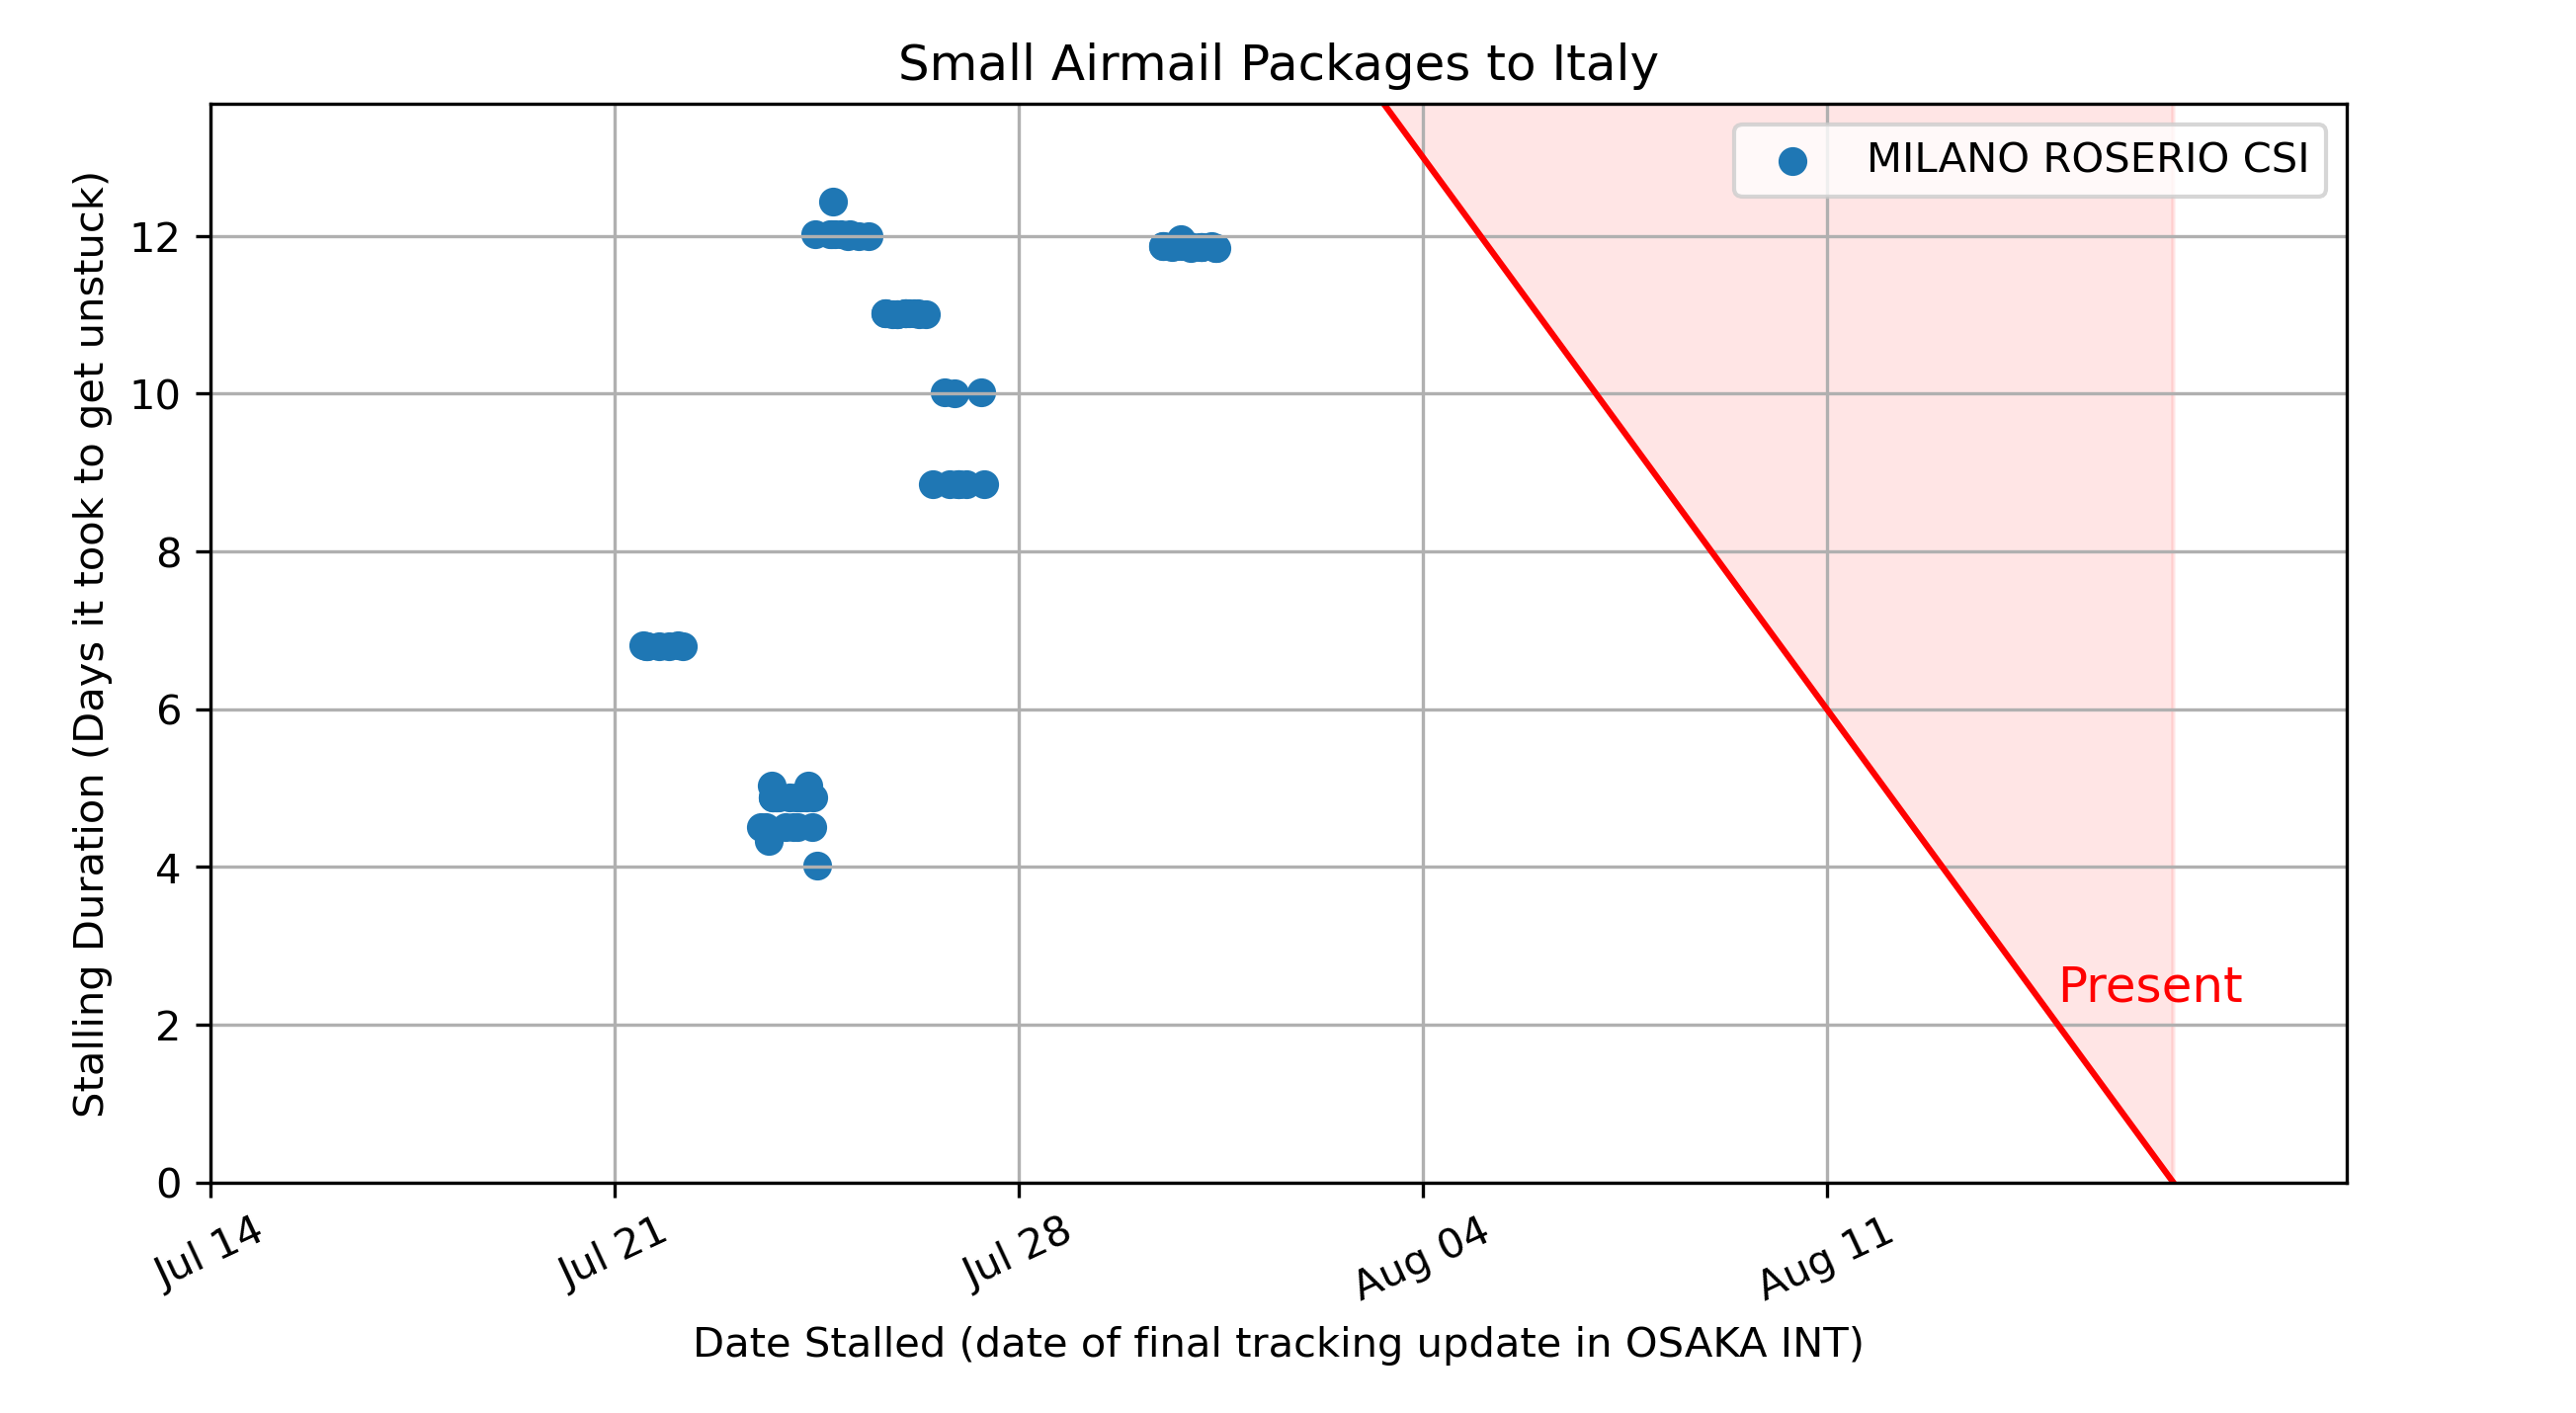 Small Airmail Packages to Italy
MILANO ROSERIO CSI
Stalling Duration (Days it took to get unstuck)
12
10
8
6
4
2
0
Present
Jul 14
Jul 21
Jul 28
Aug 04
Aug 11
Date Stalled (date of final tracking update in OSAKA INT)